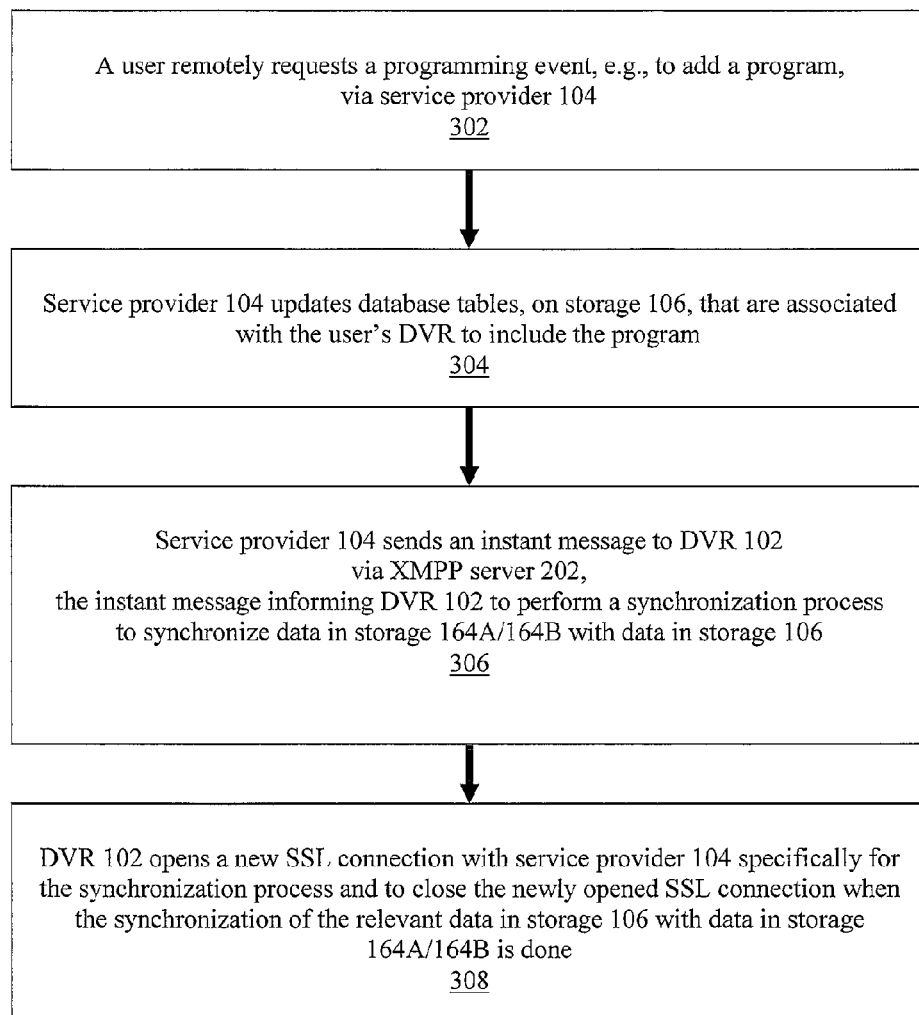 A user remotely requests a programming event, e.g., to add a program,
via service provider 104
302
Service provider 104 updates database tables, on storage 106, that are associated
with the user's DVR to include the program
304
Service provider 104 sends an instant message to DVR 102
via XMPP server 202,
the instant message informing DVR 102 to perform a synchronization process
to synchronize data in storage 164A/164B with data in storage 106
306
DVR 102 opens a new SSL connection with service provider 104 specifically for
the synchronization process and to close the newly opened SSL connection when
the synchronization of the relevant data in storage 106 with data in storage
164A/164B is done
308